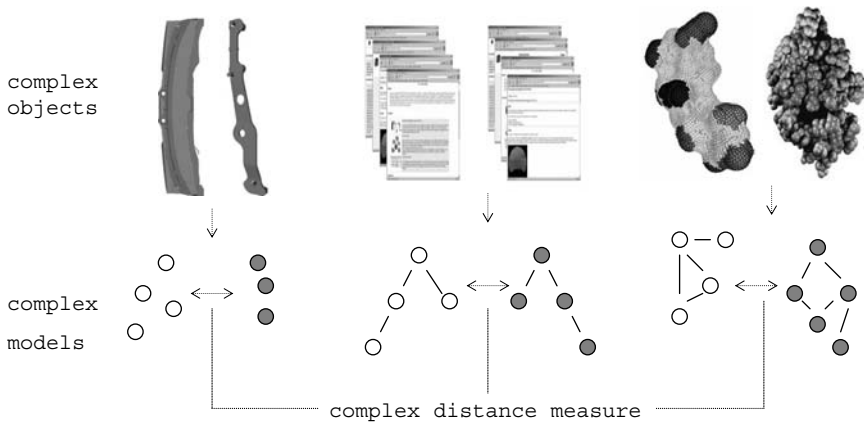 complex
objects
complex
models
complex distance measure